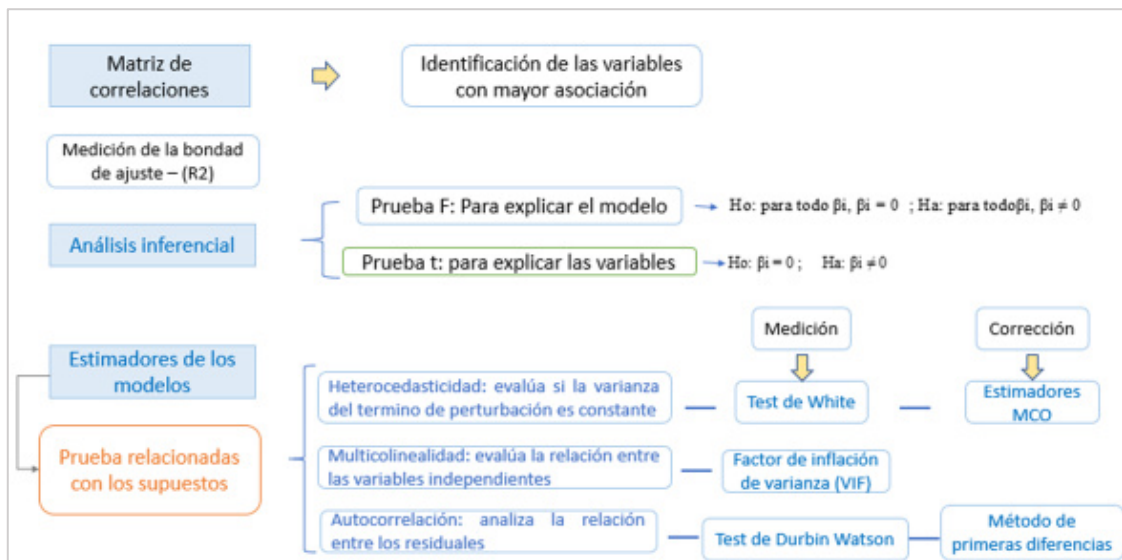 Matriz de
correlaciones
Identificación de las variables
con mayor asociación
Medición de la bondad
de ajuste – (R2)
Análisis inferencial
Prueba F: Para explicar el modelo
Ho: para todo βi, βi = 0 ; Ha: para todoβi, βi ≠ 0
Prueba t: para explicar las variables
Ho: βi = 0 ; Ha: βi ≠ 0
Medición
Corrección
Estimadores de los
modelos
Heterocedasticidad: evalúa si la varianza
del termino de perturbación es constante
Test de White
Estimadores
MCO
Prueba relacionadas
con los supuestos
Multicolinealidad: evalúa la relación entre
las variables independientes
Factor de inflación
de varianza (VIF)
Autocorrelación: analiza la relación
entre los residuales
Test de Durbin Watson
Método de
primeras diferencias